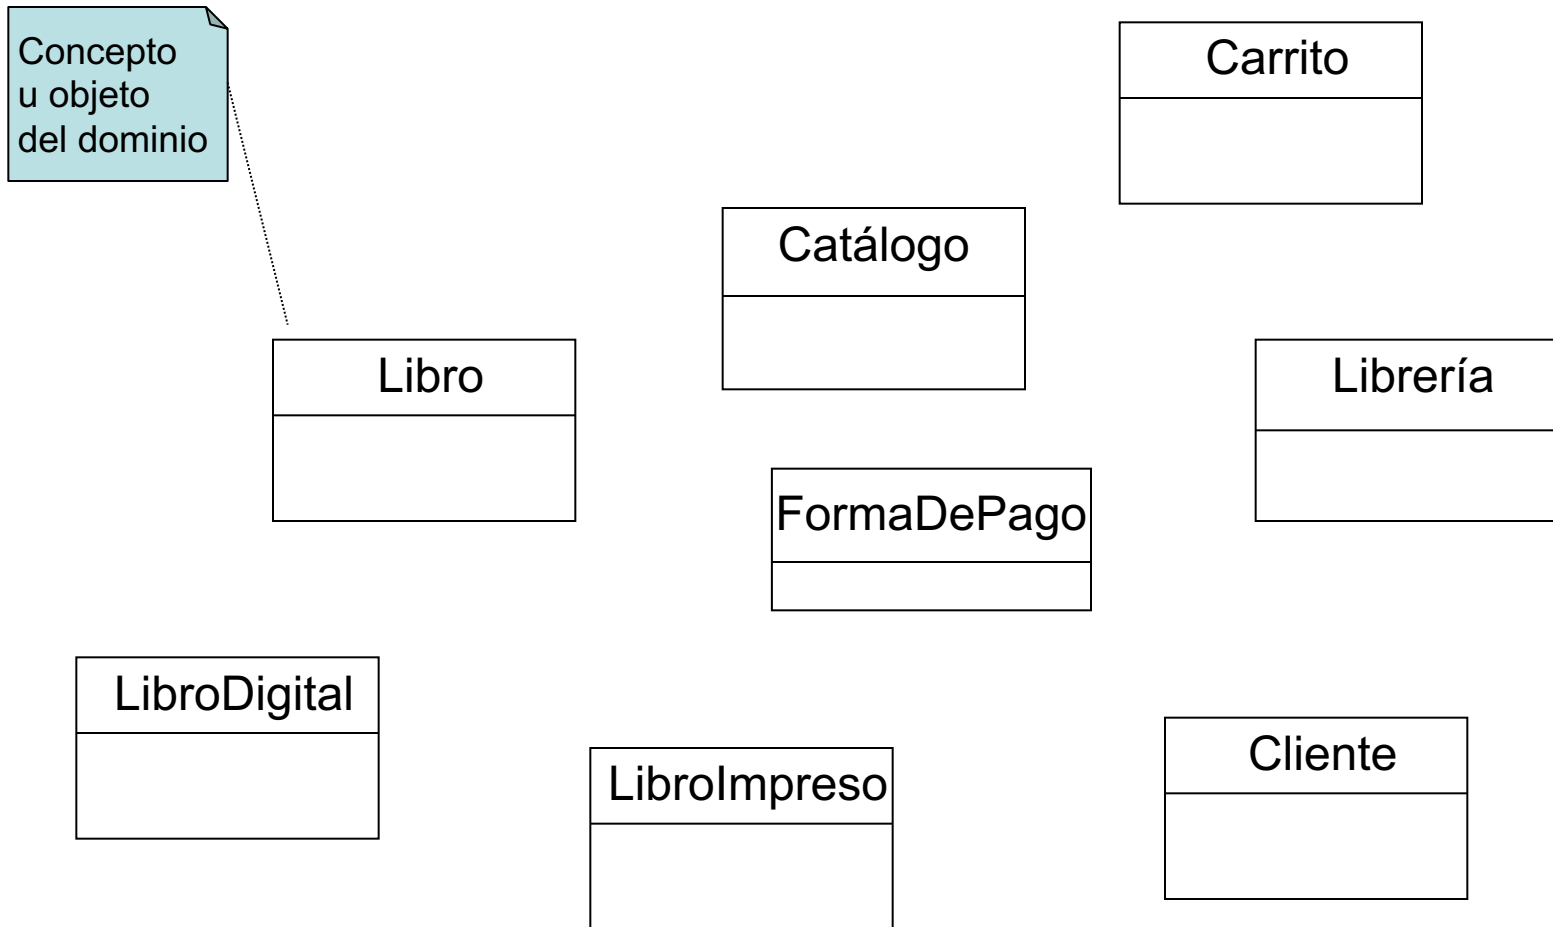 Concepto
u objeto
del dominio
Carrito
Catálogo
Libro
Librería
FormaDePago
LibroDigital
LibroImpreso
Cliente